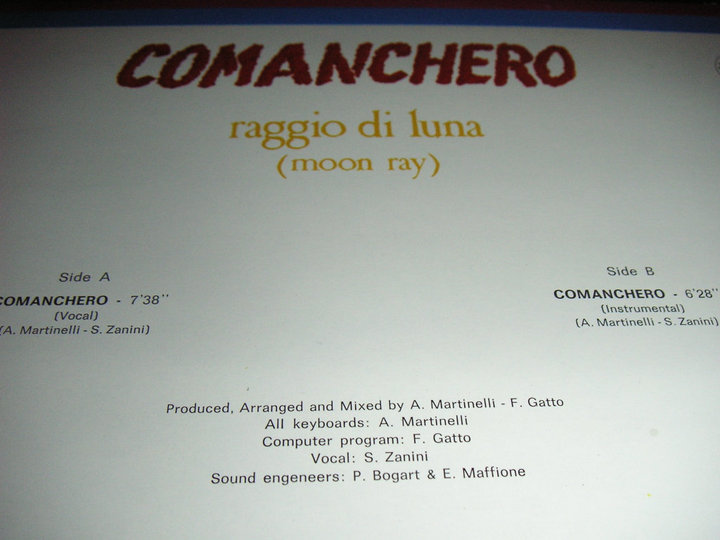 COMANCHERO
raggio di luna
(moon ray)
Side A
COMANCHERO - 7'38"
(Vocal)
(A. Martinelli - S. Zanini)
Side B
COMANCHERO - 6'28"
(Instrumental)
(A. Martinelli - S. Zanini)
Produced, Arranged and Mixed by A. Martinelli - F. Gatto
All keyboards: A. Martinelli
Computer program: F. Gatto
Vocal: S. Zanini
Sound engeneers: P. Bogart & E. Maffione